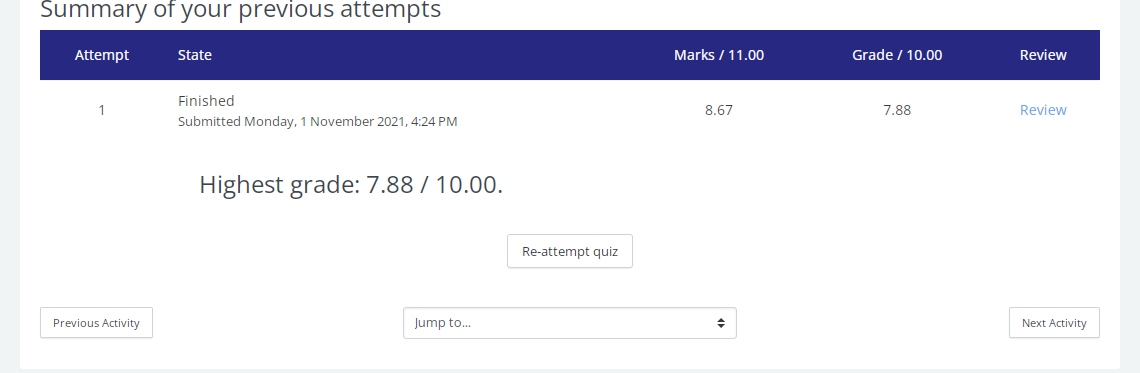 Summary of your previous attempts
Attempt State Marks / 11.00 Grade / 10.00 Review
1 Finished 8.67 7.88 Review
Submitted Monday, 1 November 2021, 4:24 PM
Highest grade: 7.88 / 10.00.
Re-attempt quiz
Previous Activity Jump to... Next Activity